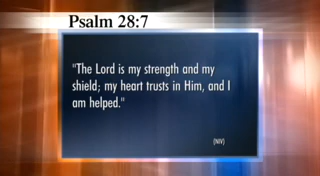 Psalm 28:7
"The Lord is my strength and my
shield; my heart trusts in Him, and I
am helped."
(NIV)